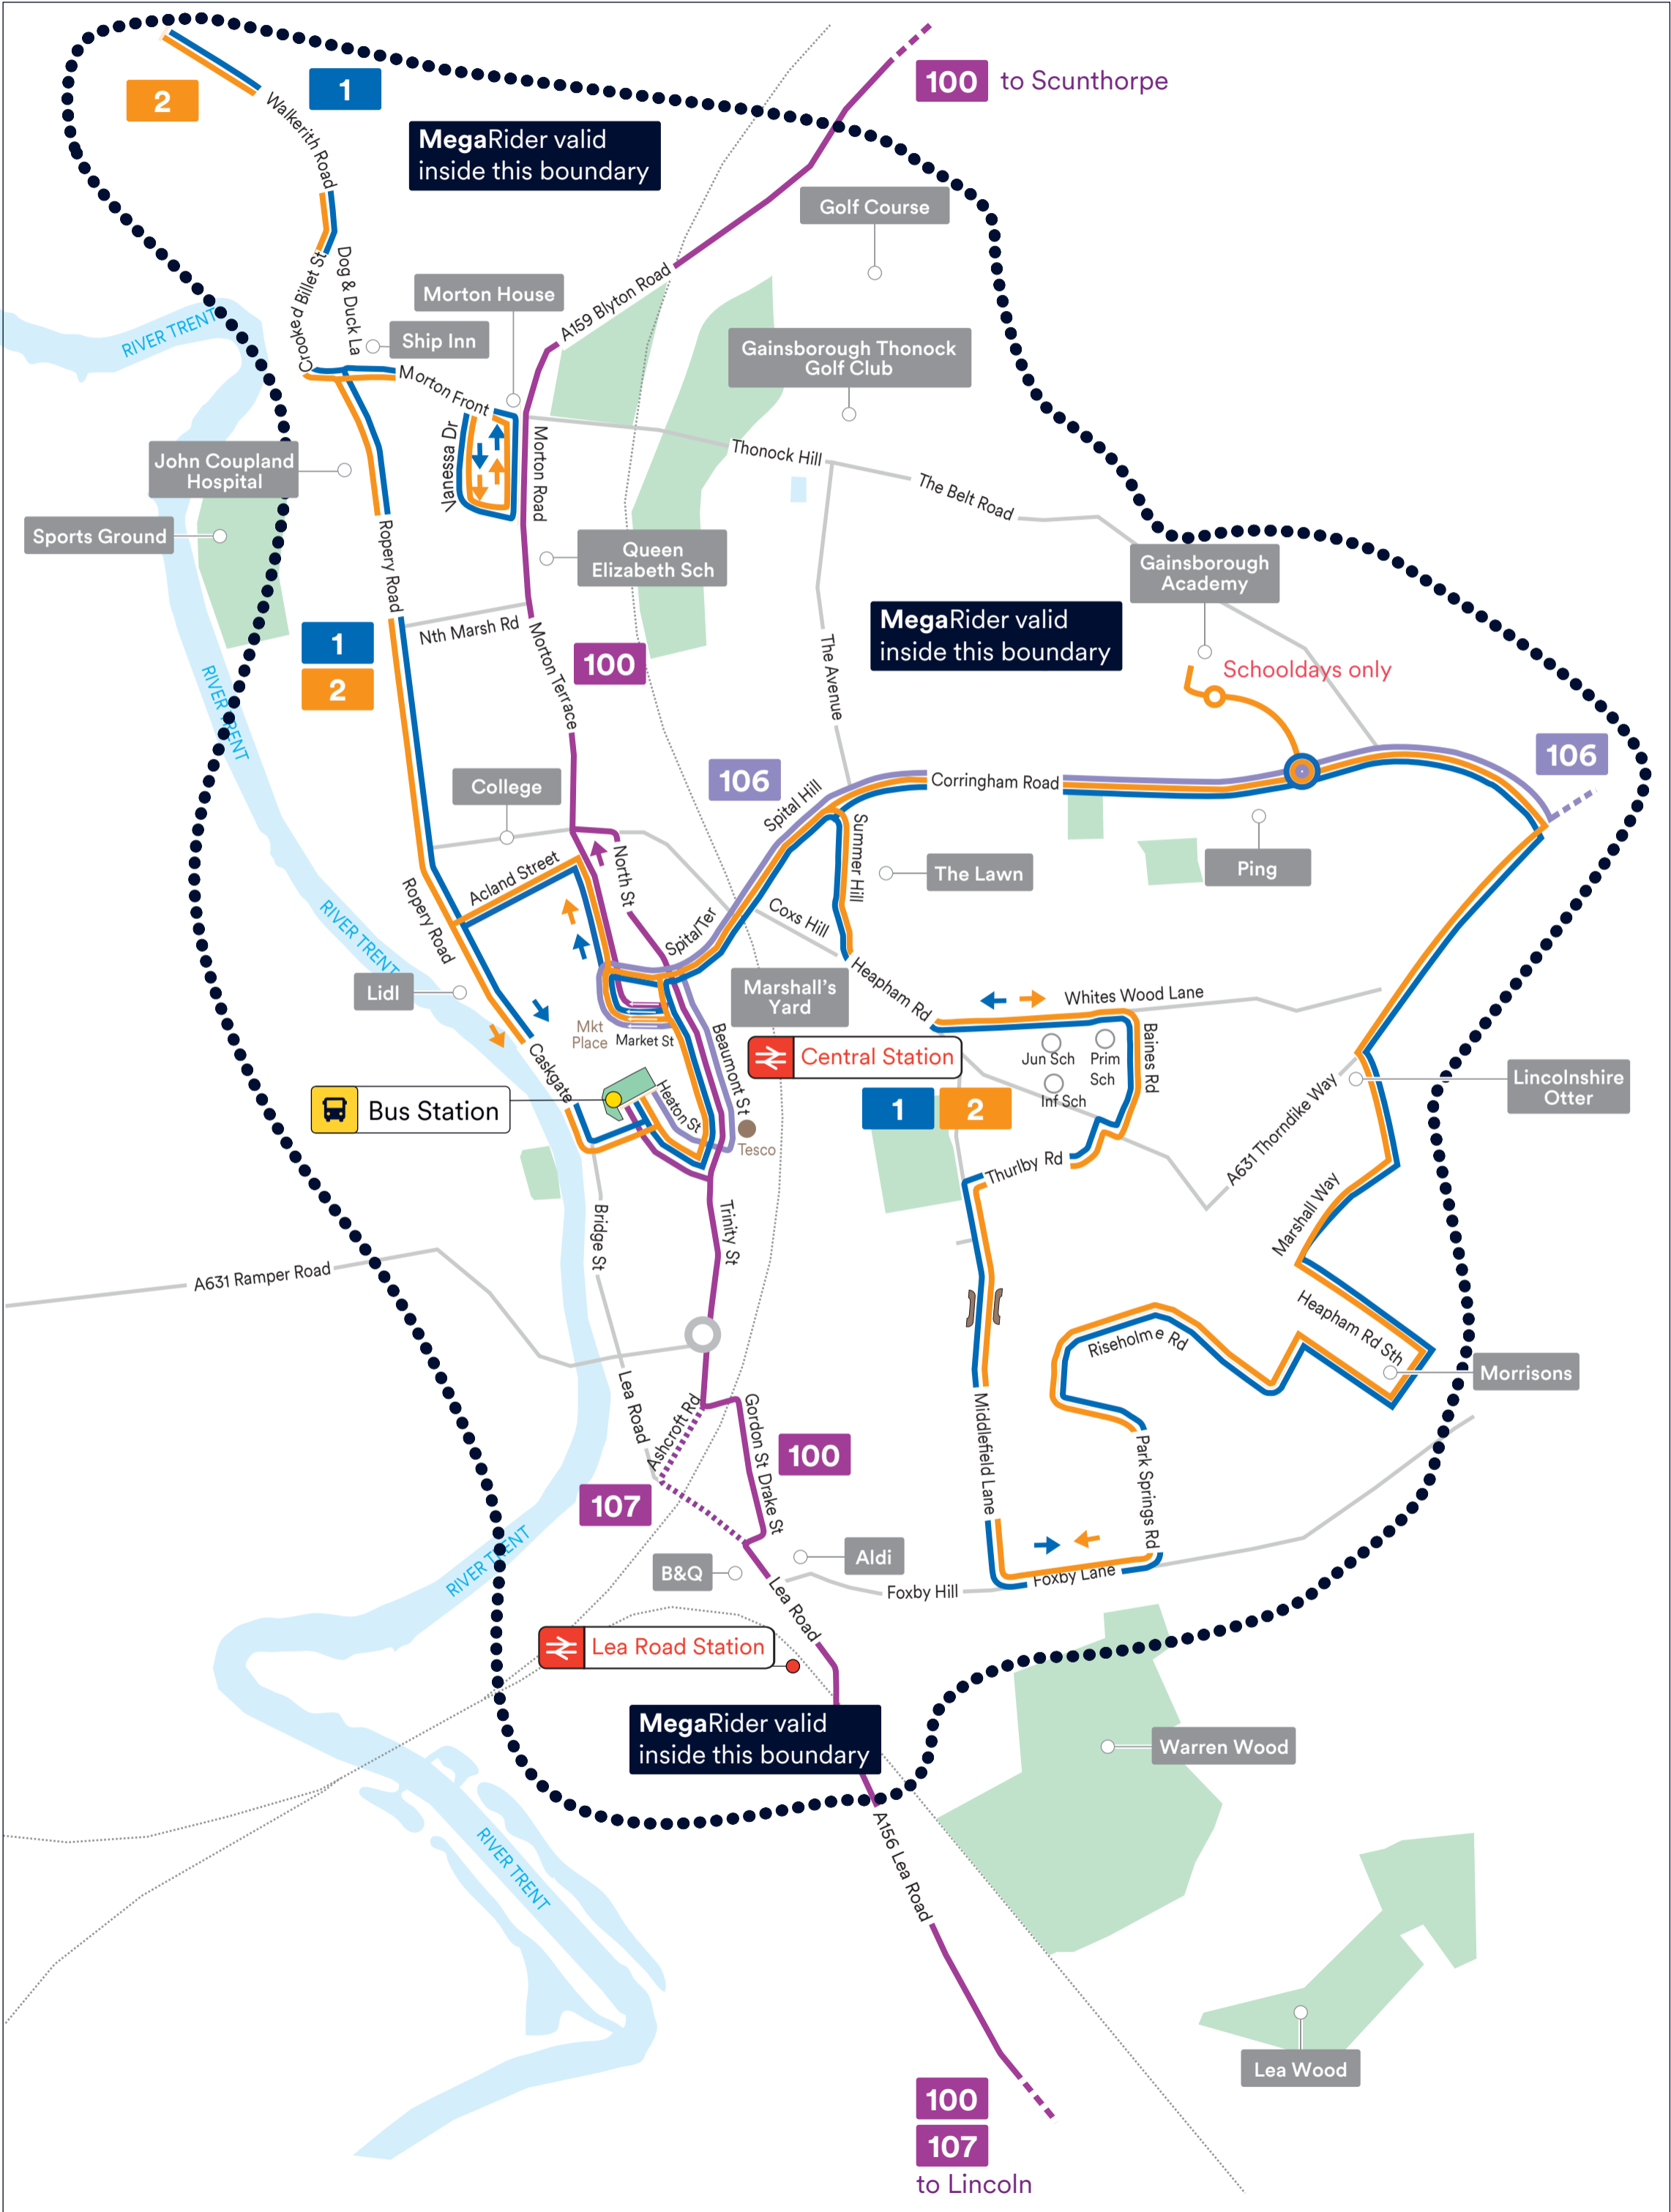 100 to Scunthorpe
2
1
Walkerith Road
MegaRider valid
inside this boundary
Golf Course
Crooked Billet St
Dog & Duck La
Morton House
A159 Blyton Road
RIVER TRENT
Ship Inn
Gainsborough Thonock
Golf Club
Morton Front
Vanessa Dr
Morton Road
Thonock Hill
The Belt Road
John Coupland
Hospital
Sports Ground
Ropery Road
Queen
Elizabeth Sch
Gainsborough
Academy
Nth Marsh Rd
1
2
Morton Terrace
100
The Avenue
MegaRider valid
inside this boundary
Schooldays only
RIVER TRENT
106
106
College
Spital Hill
Corringham Road
Summer Hill
The Lawn
Ping
Acland Street
North St
Ropery Road
Spital Ter
Coxs Hill
RIVER TRENT
Lidl
Heapham Rd
Marshall's
Yard
Whites Wood Lane
Mkt
Place
Market St
Beaumont St
Central Station
Jun Sch
Prim
Sch
Inf Sch
Baines Rd
Caskgate
Heaton St
Bus Station
1
2
Lincolnshire
Otter
Tesco
A631 Thorndike Way
Thurlby Rd
Marshall Way
Bridge St
Trinity St
A631 Ramper Road
Heapham Rd Sth
Riseholme Rd
Morrisons
Lea Road
Ashcroft Rd
Gordon St
Drake St
100
107
Middlefield Lane
Park Springs Rd
Aldi
B&Q
Foxby Hill
Foxby Lane
Lea Road
RIVER TRENT
Lea Road Station
MegaRider valid
inside this boundary
Warren Wood
A156 Lea Road
RIVER TRENT
Lea Wood
100
107
to Lincoln